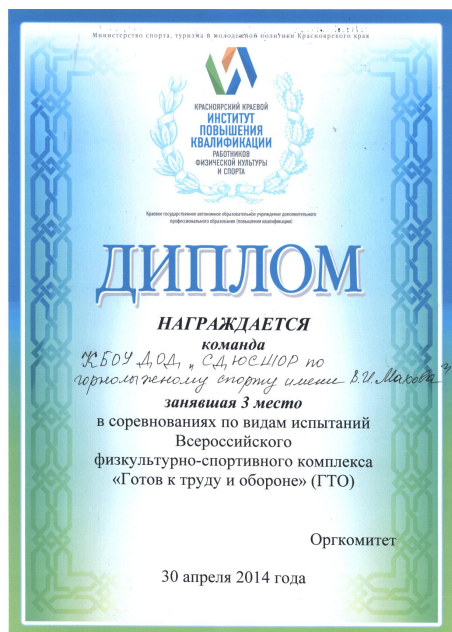 Министерство спорта, туризма и молодежной политики Красноярского края
КРАСНОЯРСКИЙ КРАЕВОЙ
ИНСТИТУТ
ПОВЫШЕНИЯ
КВАЛИФИКАЦИИ
РАБОТНИКОВ
ФИЗИЧЕСКОЙ КУЛЬТУРЫ
И СПОРТА
Краевое государственное автономное образовательное учреждение дополнительного
профессионального образования (повышения квалификации)
ДИПЛОМ
НАГРАЖДАЕТСЯ
команда
КБОУ ДОД „СДЮСШОР по
горнолыжному спорту имени В.И. Махова"
занявшая 3 место
в соревнованиях по видам испытаний
Всероссийского
физкультурно-спортивного комплекса
«Готов к труду и обороне» (ГТО)
Оргкомитет
30 апреля 2014 года